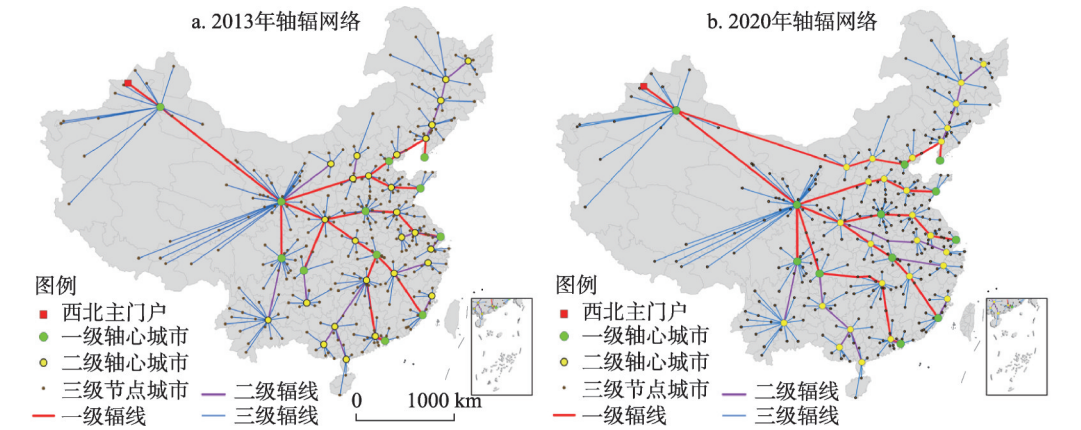 a. 2013年轴辐网络
图例
西北主门户
一级轴心城市
二级轴心城市
三级节点城市
二级辐线
一级辐线
三级辐线
0 1000 km
b. 2020年轴辐网络
图例
西北主门户
一级轴心城市
二级轴心城市
三级节点城市
二级辐线
一级辐线
三级辐线